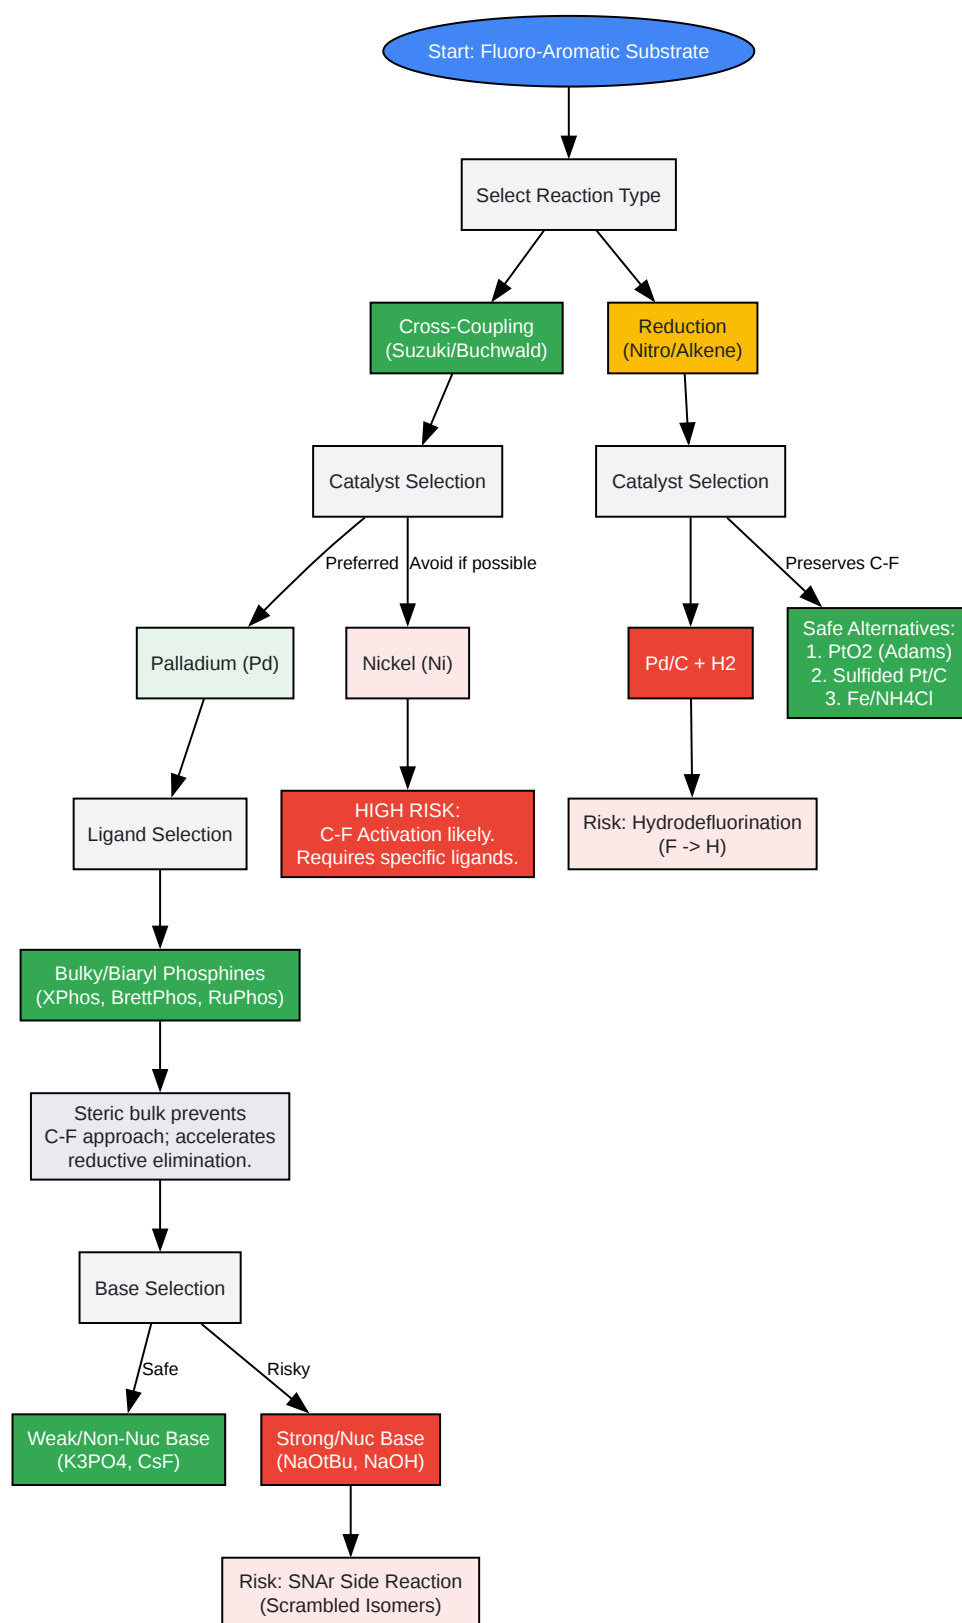 Start: Fluoro-Aromatic Substrate
Select Reaction Type
Cross-Coupling
(Suzuki/Buchwald)
Reduction
(Nitro/Alkene)
Catalyst Selection
Catalyst Selection
Preferred
Avoid if possible
Preserves C-F
Palladium (Pd)
Nickel (Ni)
Pd/C + H2
Safe Alternatives:
1. PtO2 (Adams)
2. Sulfided Pt/C
3. Fe/NH4Cl
Ligand Selection
HIGH RISK:
C-F Activation likely.
Requires specific ligands.
Risk: Hydrodefluorination
(F -> H)
Bulky/Biaryl Phosphines
(XPhos, BrettPhos, RuPhos)
Steric bulk prevents
C-F approach; accelerates
reductive elimination.
Base Selection
Safe
Risky
Weak/Non-Nuc Base
(K3PO4, CsF)
Strong/Nuc Base
(NaOtBu, NaOH)
Risk: SNAr Side Reaction
(Scrambled Isomers)